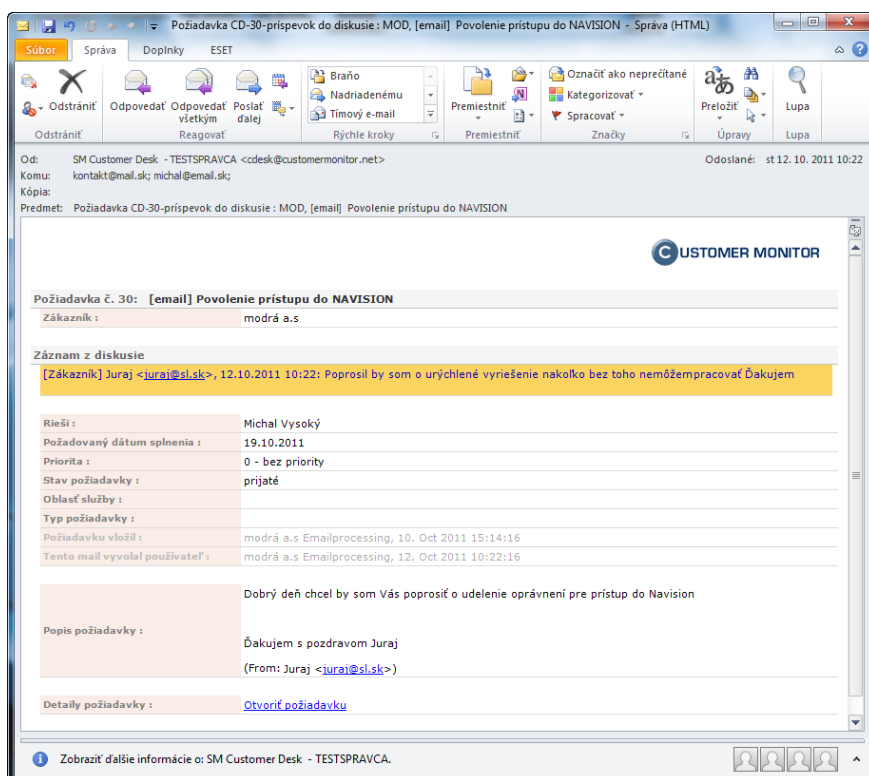 Požiadavka CD-30-príspevok do diskusie : MOD, [email]  Povolenie prístupu do NAVISION  -  Správa (HTML)
Súbor Správa Doplnky ESET
Odstrániť
Odpovedať Odpovedať všetkým Poslať ďalej
Braňo
Nadriadenému
Tímový e-mail
Premiestniť
Označiť ako neprečítané
Kategorizovať
Spracovať
Preložiť
Lupa
Odstrániť Reagovať Rýchle kroky Premiestniť Značky Úpravy Lupa
Od: SM Customer Desk  - TESTSPRAVCA <cdesk@customermonitor.net> Odoslané: st 12. 10. 2011 10:22
Komu: kontakt@mail.sk; michal@email.sk;
Kópia:
Predmet: Požiadavka CD-30-príspevok do diskusie : MOD, [email]  Povolenie prístupu do NAVISION
CUSTOMER MONITOR
Požiadavka č. 30: [email] Povolenie prístupu do NAVISION
Zákazník : modrá a.s
Záznam z diskusie
[Zákazník] Juraj <juraj@sl.sk>, 12.10.2011 10:22: Poprosil by som o urýchlené vyriešenie nakoľko bez toho nemôžempracovať Ďakujem
Rieši : Michal Vysoký
Požadovaný dátum splnenia : 19.10.2011
Priorita : 0 - bez priority
Stav požiadavky : prijaté
Oblasť služby :
Typ požiadavky :
Požiadavku vložil : modrá a.s Emailprocessing, 10. Oct 2011 15:14:16
Tento mail vyvolal používateľ : modrá a.s Emailprocessing, 12. Oct 2011 10:22:16
Dobrý deň chcel by som Vás poprosiť o udelenie oprávnení pre prístup do Navision
Popis požiadavky :
Ďakujem s pozdravom Juraj
(From: Juraj <juraj@sl.sk>)
Detaily požiadavky : Otvoriť požiadavku
Zobraziť ďalšie informácie o: SM Customer Desk  - TESTSPRAVCA.